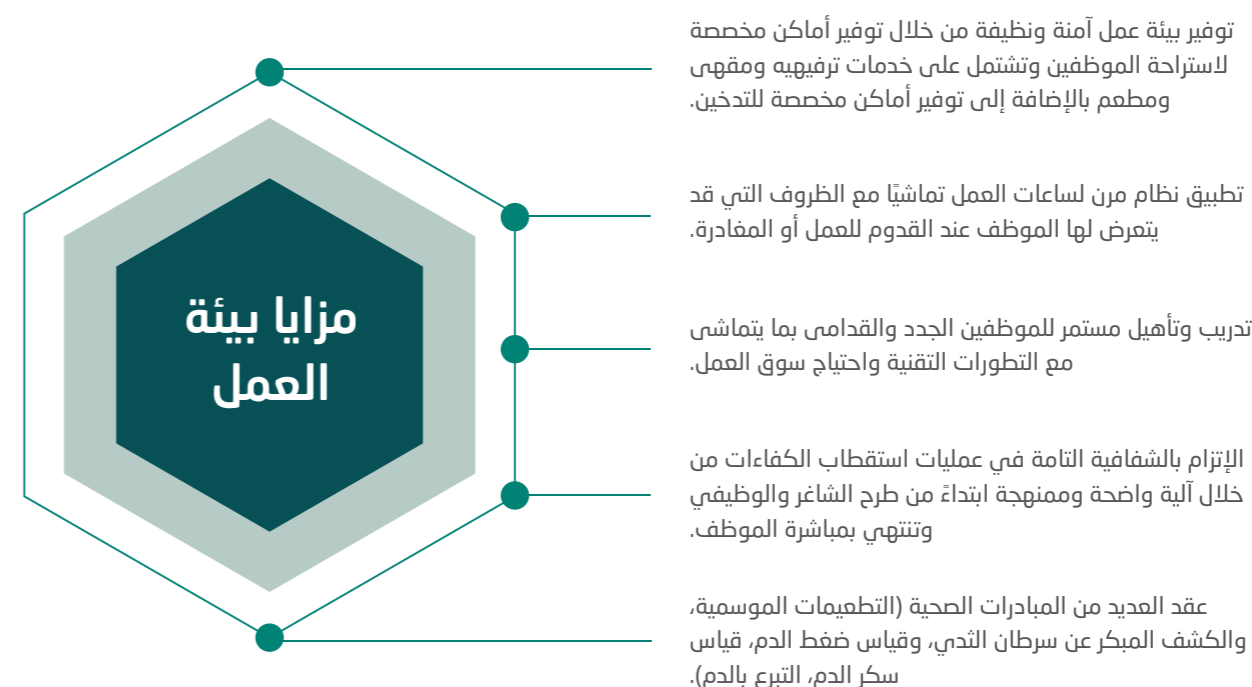 توفير بيئة عمل آمنة ونظيفة من خلال توفير أماكن مخصصة
لاستراحة الموظفين وتشتمل على خدمات ترفيهيه ومقهى
ومطعم بالإضافة إلى توفير أماكن مخصصة للتدخين.
تطبيق نظام مرن لساعات العمل تماشيًا مع الظروف التي قد
يتعرض لها الموظف عند القدوم للعمل أو المغادرة.
مزايا بيئة
العمل
تدريب وتأهيل مستمر للموظفين الجدد والقدامى بما يتماشى
مع التطورات التقنية واحتياج سوق العمل.
الإتزام بالشفافية التامة في عمليات استقطاب الكفاءات من
خلال آلية واضحة وممنهجة ابتداءً من طرح الشاغر والوظيفي
وتنتهي بمباشرة الموظف.
عقد العديد من المبادرات الصحية (التطعيمات الموسمية،
والكشف المبكر عن سرطان الثدي، وقياس ضغط الدم، قياس
سكر الدم، التبرع بالدم).